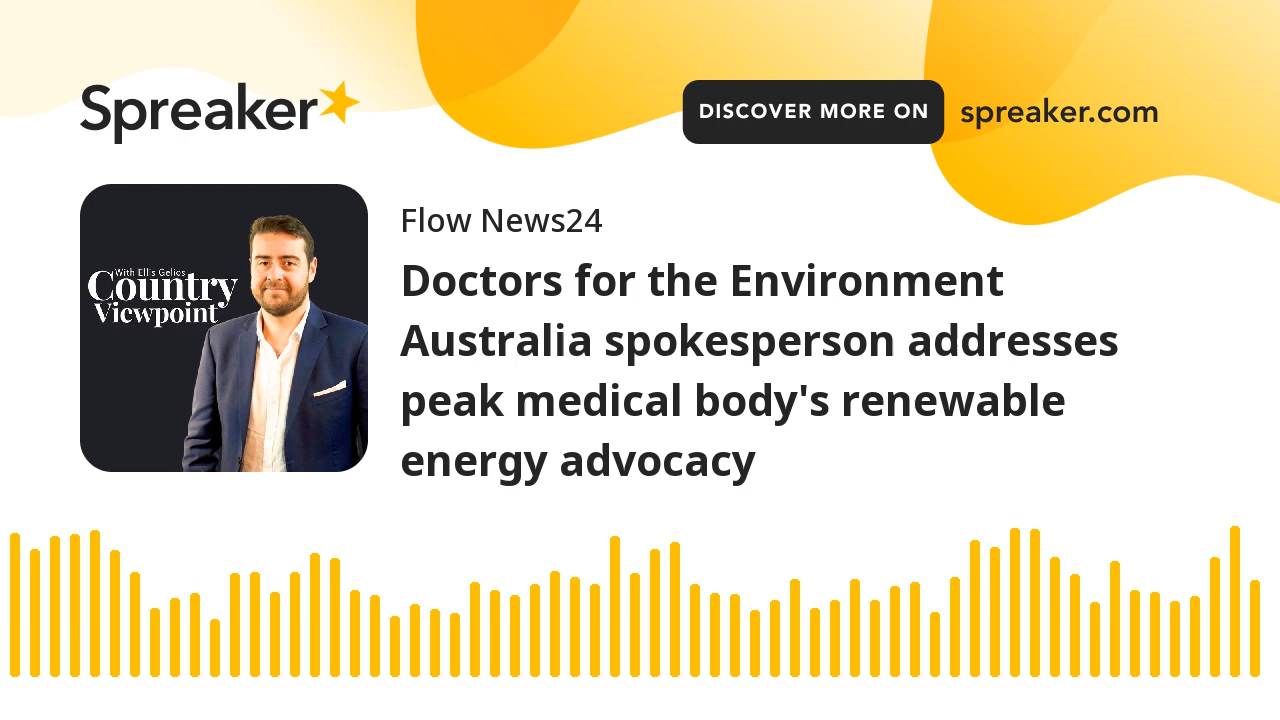 Spreaker
DISCOVER MORE ON
spreaker.com
Flow News24
With Ellis Gelios
Country
Viewpoint
Doctors for the Environment
Australia spokesperson addresses
peak medical body's renewable
energy advocacy